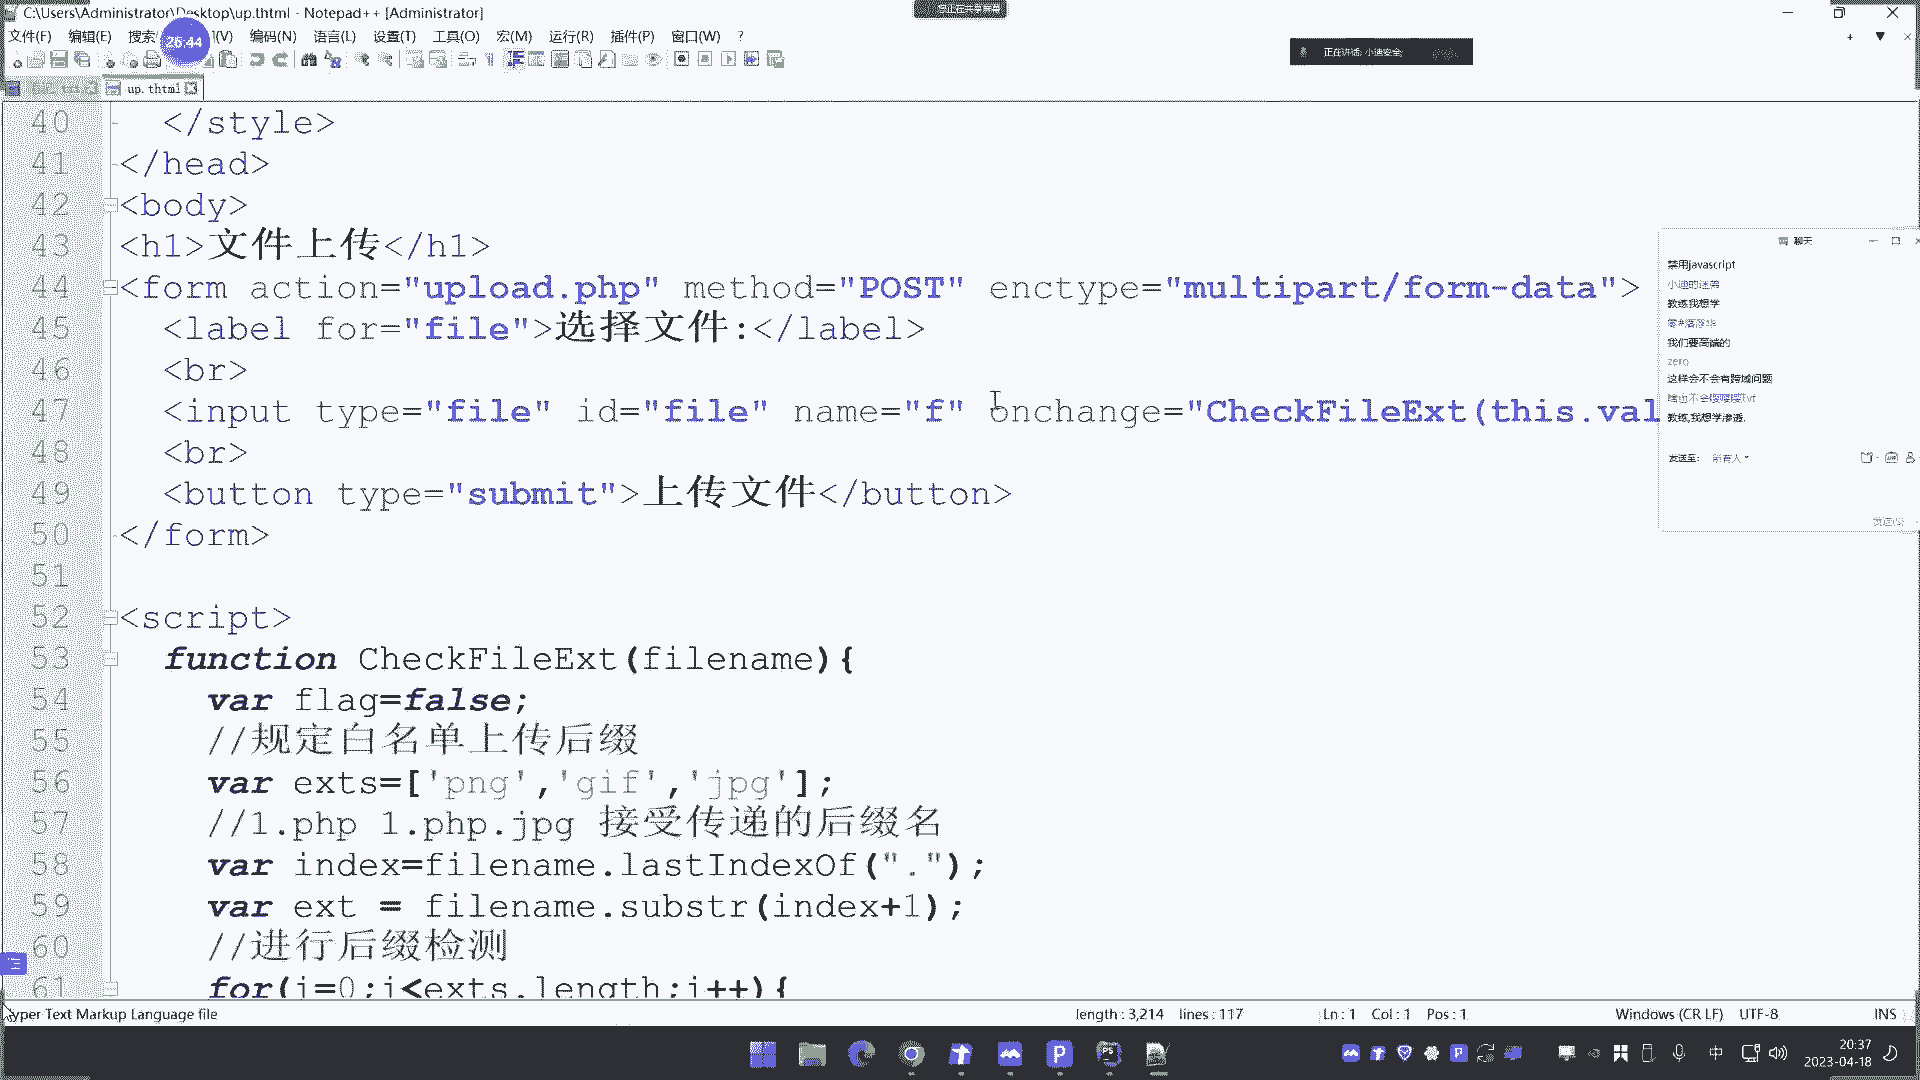 C:\Users\Administrator\Desktop\up.thtml - Notepad++ [Administrator]
文件(F) 编辑(E) 搜索 (V) 编码(N) 语言(L) 设置(T) 工具(O) 宏(M) 运行(R) 插件(P) 窗口(W) ?
26:44
正在讲话: 小迪安全;
up.thtml
40 </style>
41 </head>
42 <body>
43 <h1>文件上传</h1>
44 <form action="upload.php" method="POST" enctype="multipart/form-data">
45 <label for="file">选择文件:</label>
46 <br>
47 <input type="file" id="file" name="f" onchange="CheckFileExt(this.val
48 <br>
49 <button type="submit">上传文件</button>
50 </form>
51
52 <script>
53 function CheckFileExt(filename){
54 var flag=false;
55 //规定白名单上传后缀
56 var exts=['png','gif','jpg'];
57 //1.php 1.php.jpg 接受传递的后缀名
58 var index=filename.lastIndexOf(".");
59 var ext = filename.substr(index+1);
60 //进行后缀检测
61 for(i=0;i<exts.length;i++){
聊天
禁用javascript
小迪的迷弟
教练我想学
我们要高端的
zero
这样会不会有跨域问题
教练,我想学渗透.
发送至: 所有人
发送(S)
yper Text Markup Language file
length : 3,214 lines : 117
Ln : 1 Col : 1 Pos : 1
Windows (CR LF) UTF-8 INS
中
20:37
2023-04-18